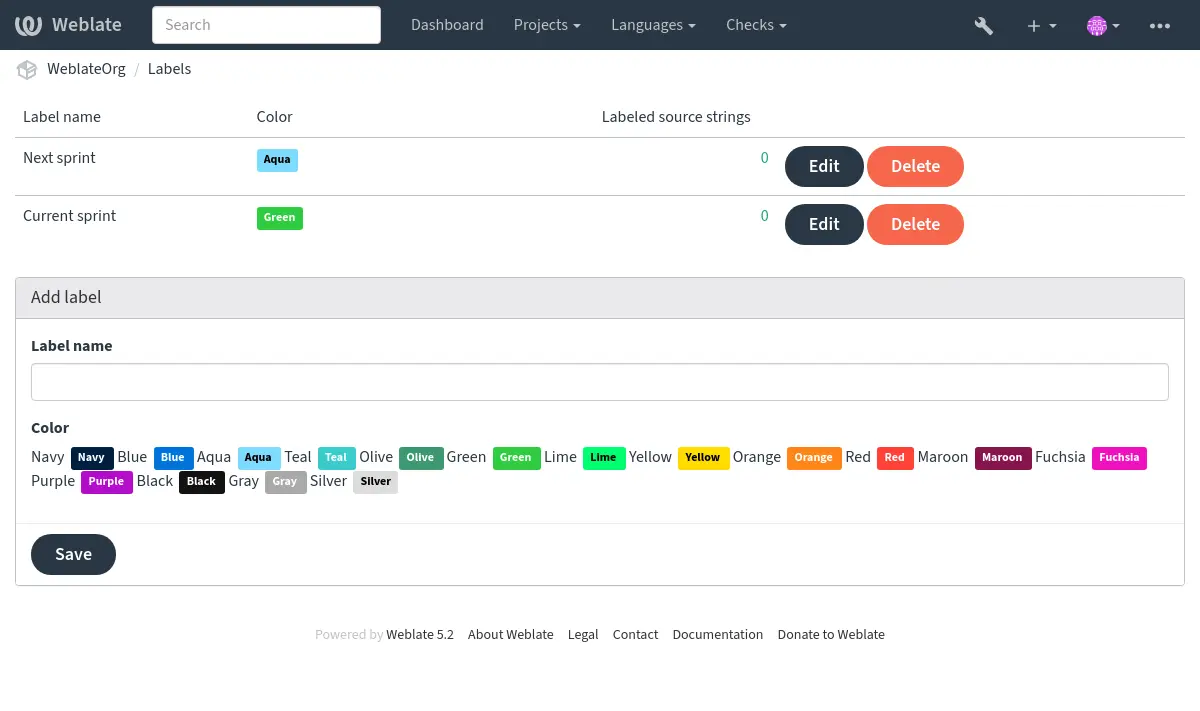 Weblate Search Dashboard Projects Languages Checks
WeblateOrg / Labels
Label name Color Labeled source strings
Next sprint Aqua 0 Edit Delete
Current sprint Green 0 Edit Delete
Add label
Label name
Color
Navy Navy Blue Blue Aqua Aqua Teal Teal Olive Olive Green Green Lime Lime Yellow Yellow Orange Orange Red Red Maroon Maroon Fuchsia Fuchsia
Purple Purple Black Black Gray Gray Silver Silver
Save
Powered by Weblate 5.2 About Weblate Legal Contact Documentation Donate to Weblate